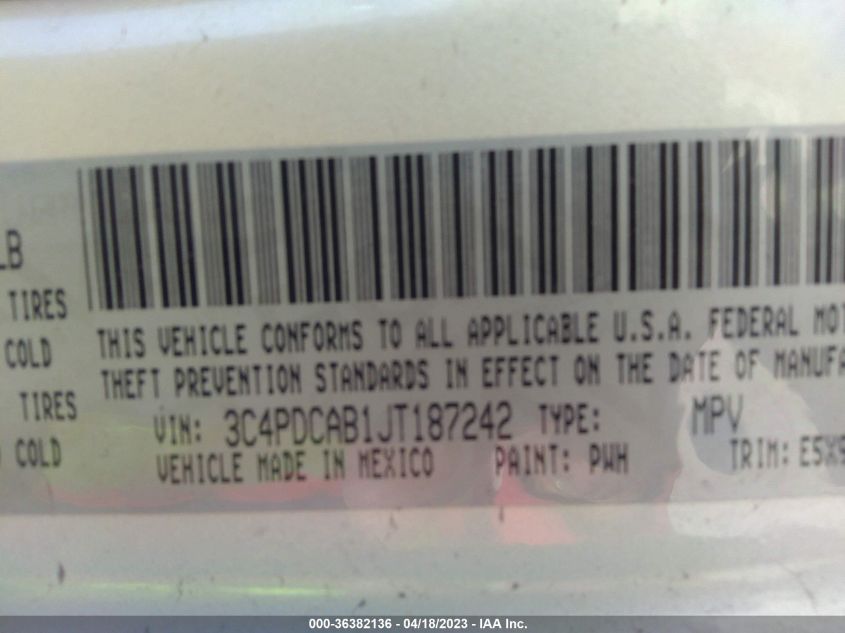 LB
TIRES
COLD
TIRES
COLD
THIS VEHICLE CONFORMS TO ALL APPLICABLE U.S.A. FEDERAL MOT
THEFT PREVENTION STANDARDS IN EFFECT ON THE DATE OF MANUFA
VIN: 3C4PDCAB1JT187242 TYPE: MPV
VEHICLE MADE IN MEXICO PAINT: PWH TRIM: E5X9
000-36382136 - 04/18/2023 - IAA Inc.